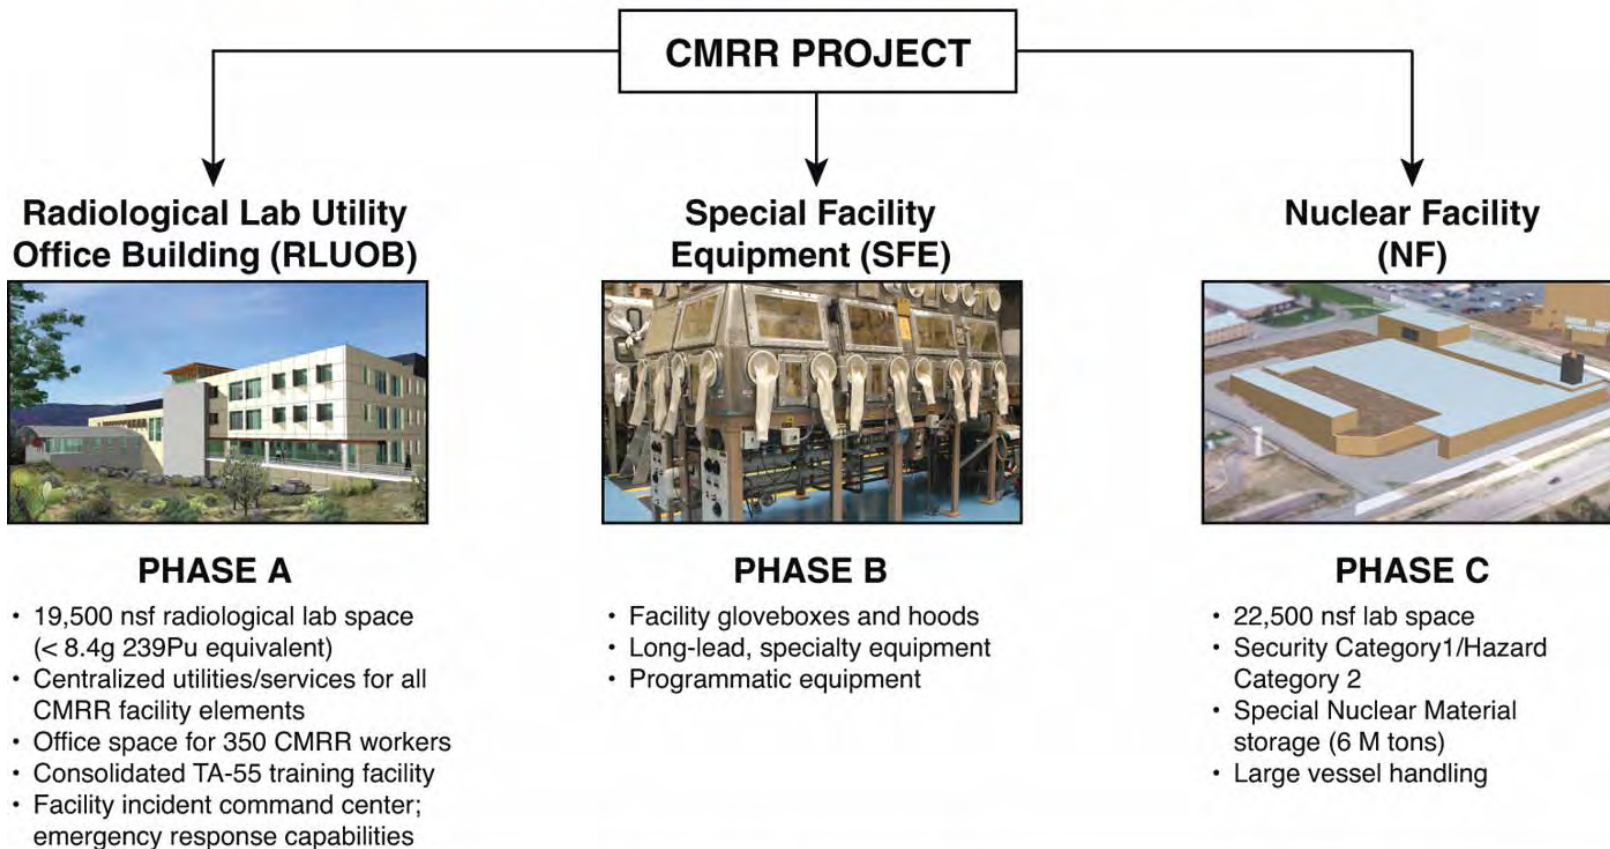 CMRR PROJECT
Radiological Lab Utility
Office Building (RLUOB)
PHASE A
• 19,500 nsf radiological lab space
(< 8.4g 239Pu equivalent)
• Centralized utilities/services for all
CMRR facility elements
• Office space for 350 CMRR workers
• Consolidated TA-55 training facility
• Facility incident command center;
emergency response capabilities
Special Facility
Equipment (SFE)
PHASE B
• Facility gloveboxes and hoods
• Long-lead, specialty equipment
• Programmatic equipment
Nuclear Facility
(NF)
PHASE C
• 22,500 nsf lab space
• Security Category1/Hazard
Category 2
• Special Nuclear Material
storage (6 M tons)
• Large vessel handling